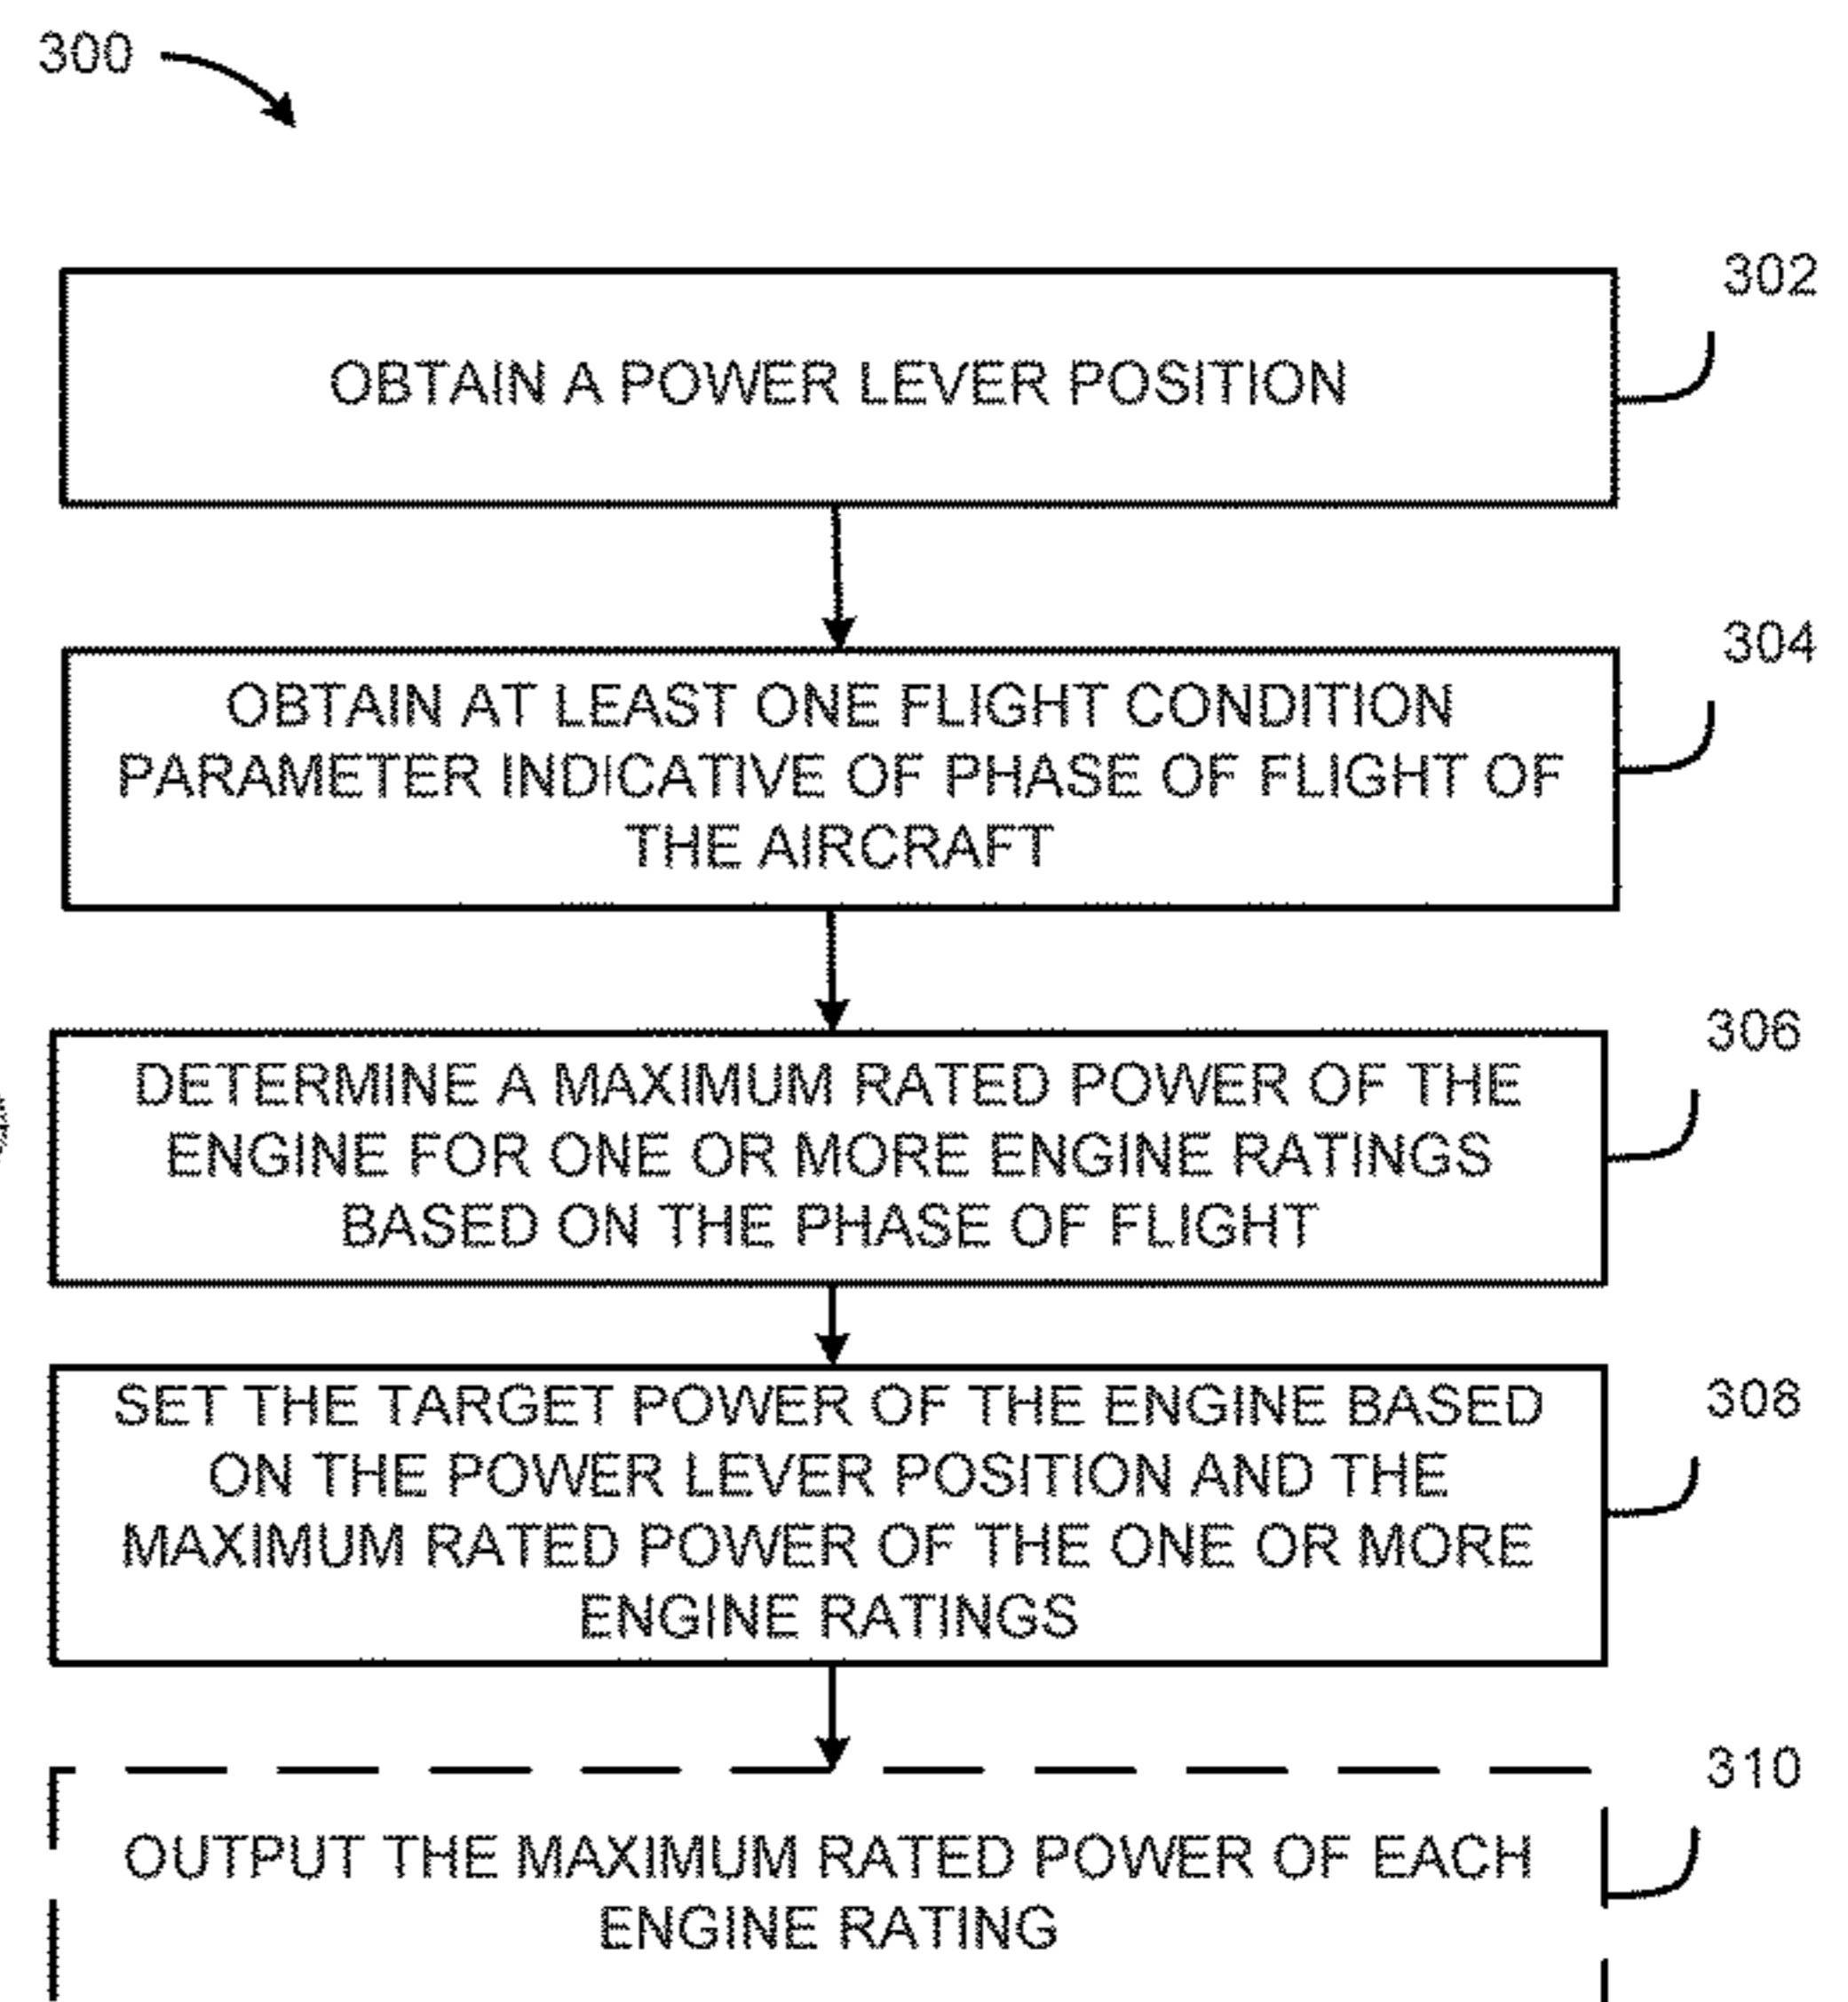 300
302
OBTAIN A POWER LEVER POSITION
304
OBTAIN AT LEAST ONE FLIGHT CONDITION
PARAMETER INDICATIVE OF PHASE OF FLIGHT OF
THE AIRCRAFT
306
DETERMINE A MAXIMUM RATED POWER OF THE
ENGINE FOR ONE OR MORE ENGINE RATINGS
BASED ON THE PHASE OF FLIGHT
308
SET THE TARGET POWER OF THE ENGINE BASED
ON THE POWER LEVER POSITION AND THE
MAXIMUM RATED POWER OF THE ONE OR MORE
ENGINE RATINGS
310
OUTPUT THE MAXIMUM RATED POWER OF EACH
ENGINE RATING